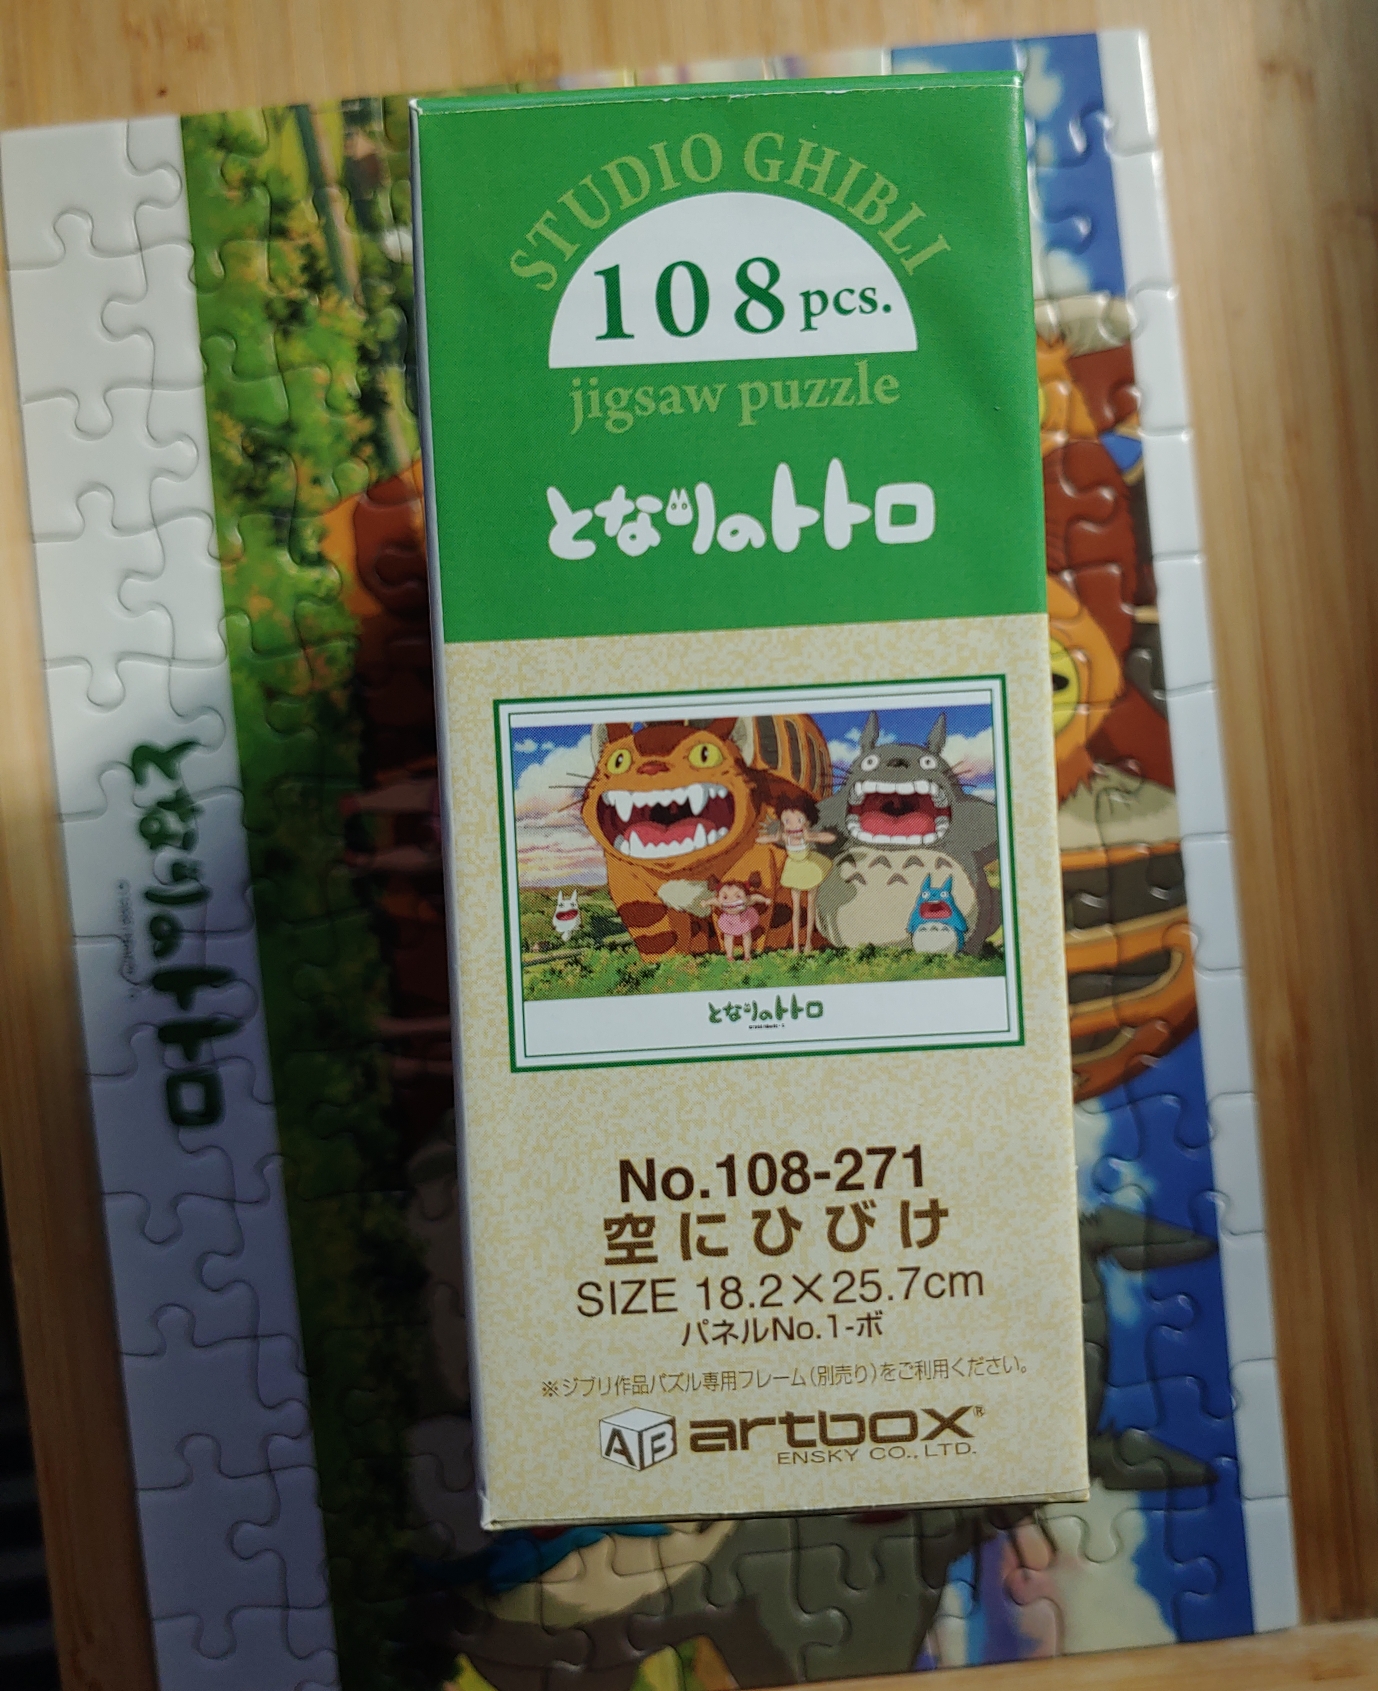 STUDIO GHIBLI
108pcs.
jigsaw puzzle
となりのトトロ
となりのトトロ
No.108-271
空にひびけ
SIZE 18.2×25.7cm
パネルNo.1-ボ
※ジブリ作品パズル専用フレーム(別売り)をご利用ください。
AB artbox®
ENSKY CO.,LTD.
となりのトトロ